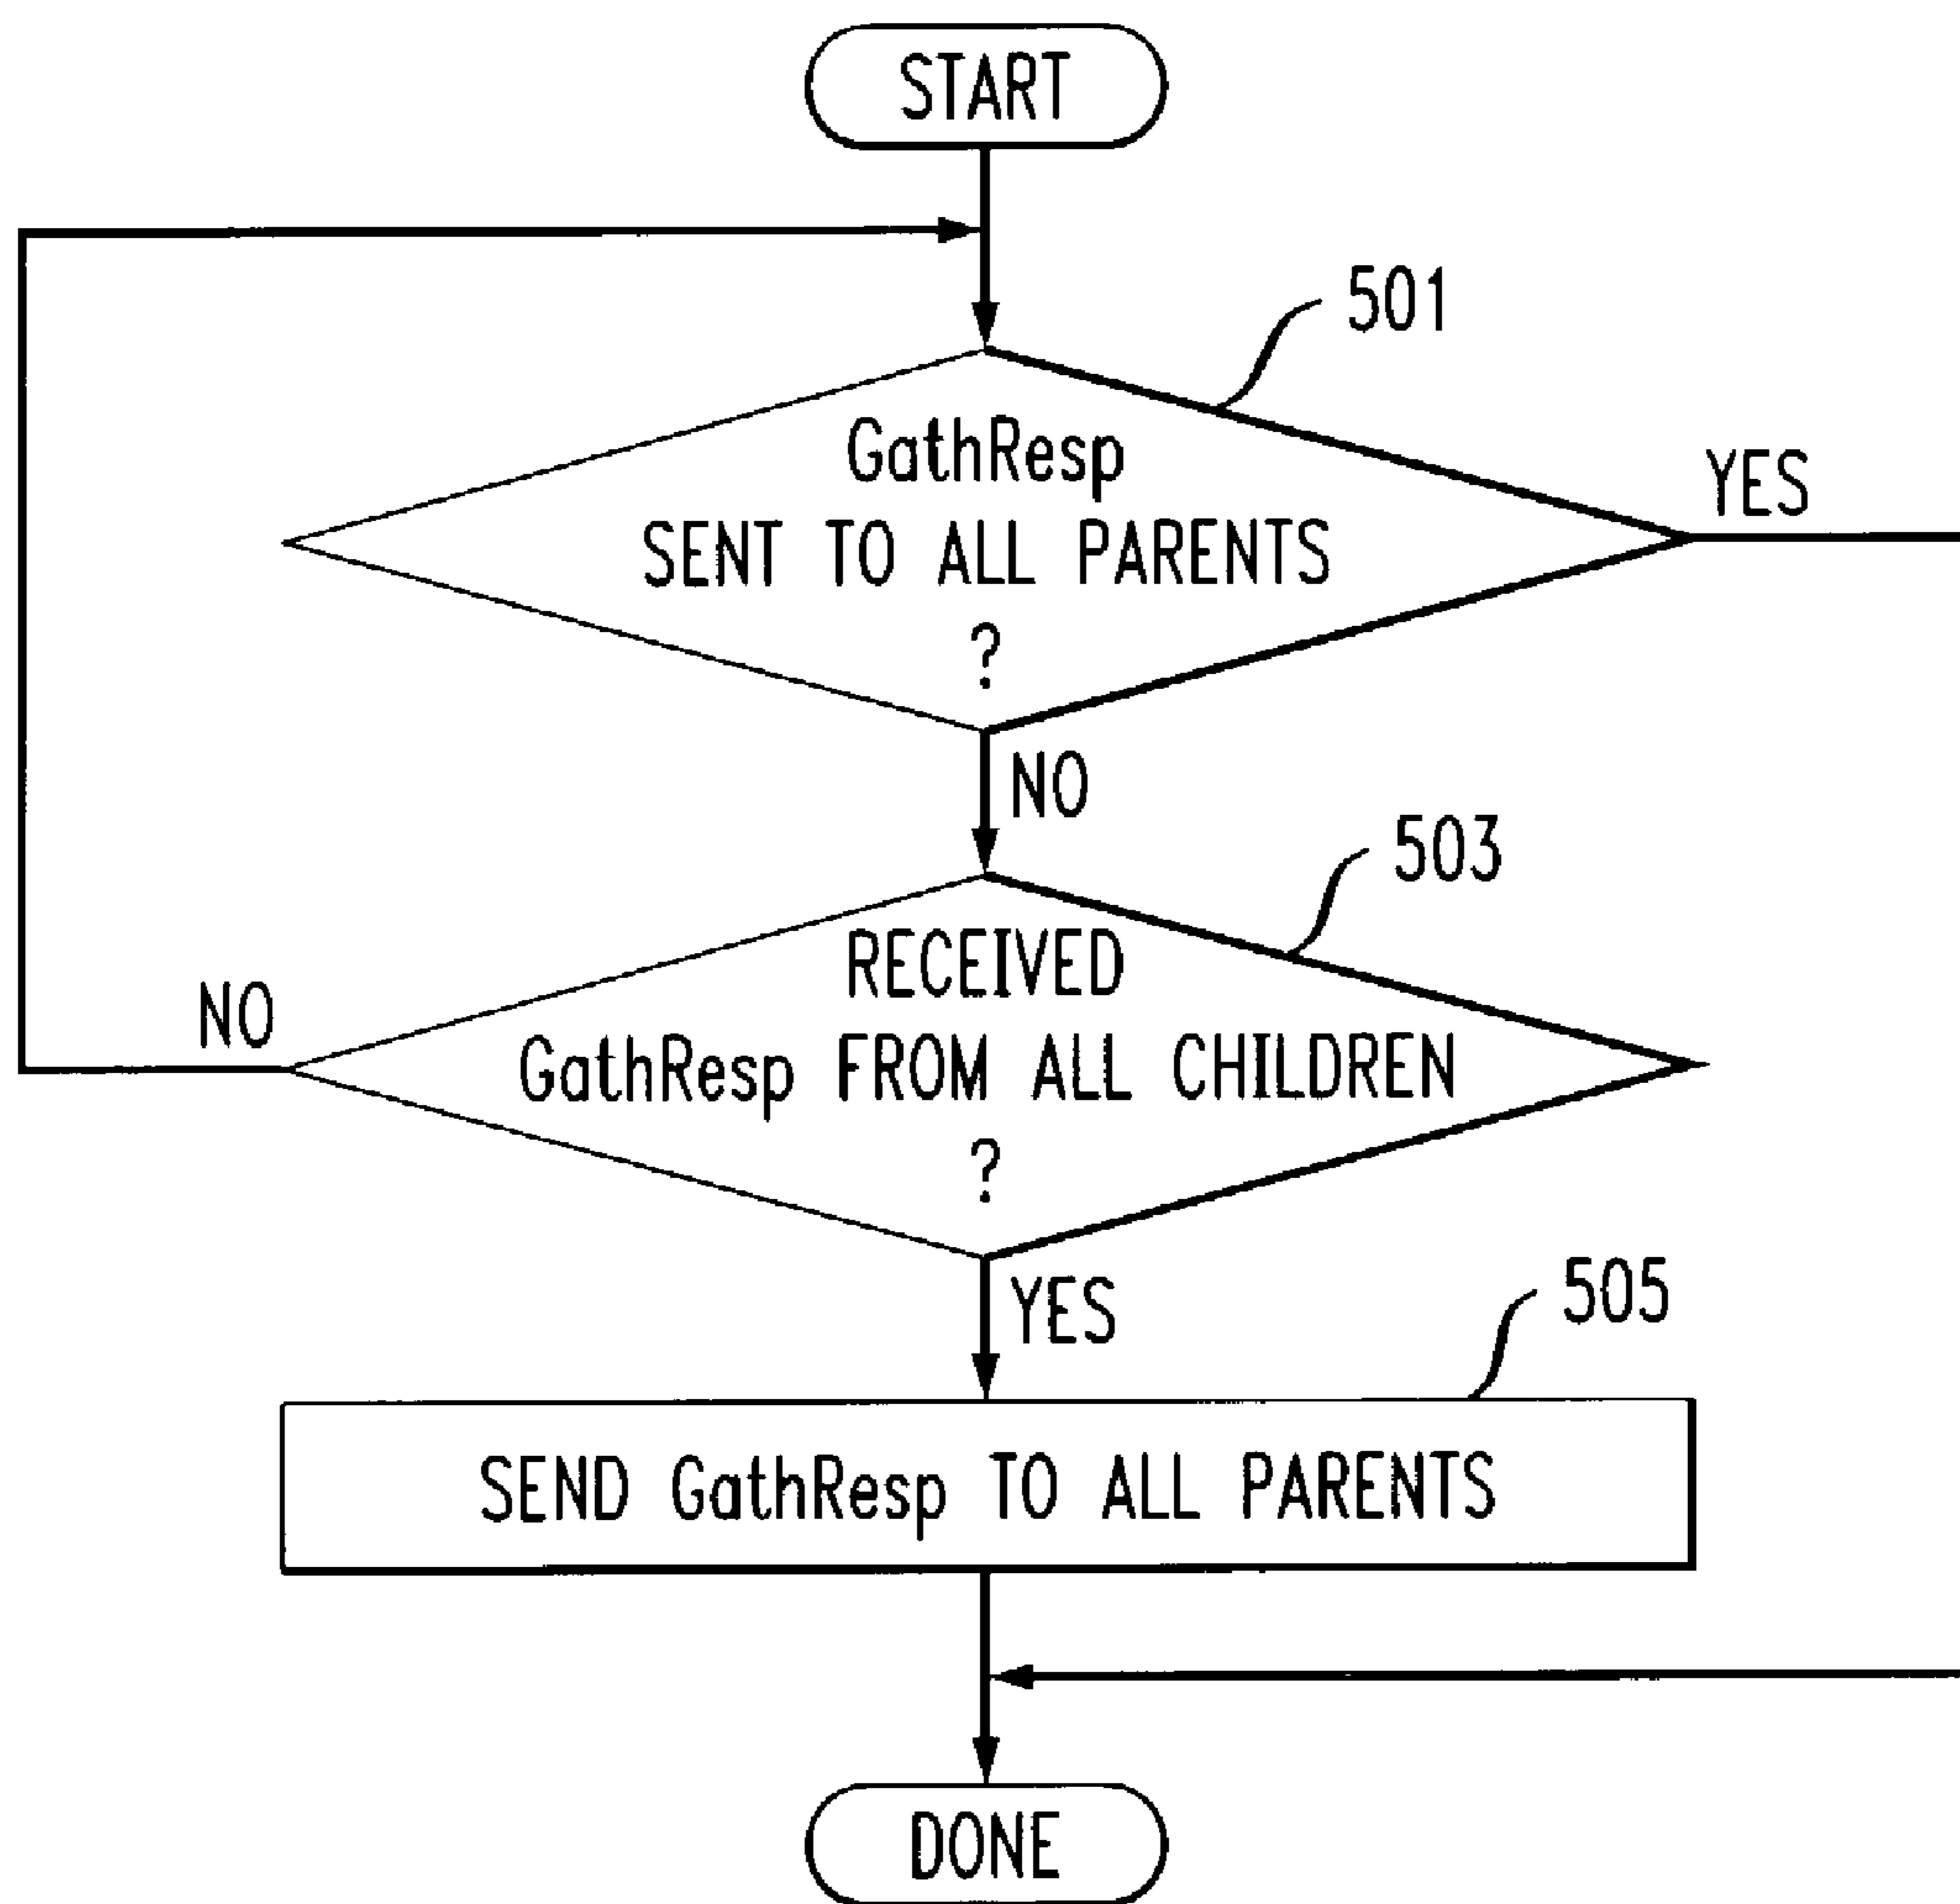 START
501
GathResp
SENT TO ALL PARENTS
?
YES
NO
503
RECEIVED
GathResp FROM ALL CHILDREN
?
NO
YES
505
SEND GathResp TO ALL PARENTS
DONE